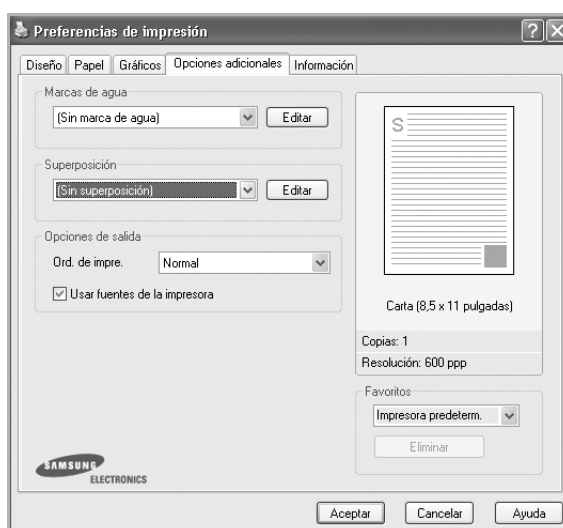 Preferencias de impresión
Diseño Papel Gráficos Opciones adicionales Información
Marcas de agua
(Sin marca de agua) Editar
Superposición
(Sin superposición) Editar
Opciones de salida
Ord. de impre. Normal
Usar fuentes de la impresora
S
Carta (8,5 x 11 pulgadas)
Copias: 1
Resolución: 600 ppp
Favoritos
Impresora predeterm.
Eliminar
SAMSUNG
ELECTRONICS
Aceptar Cancelar Ayuda